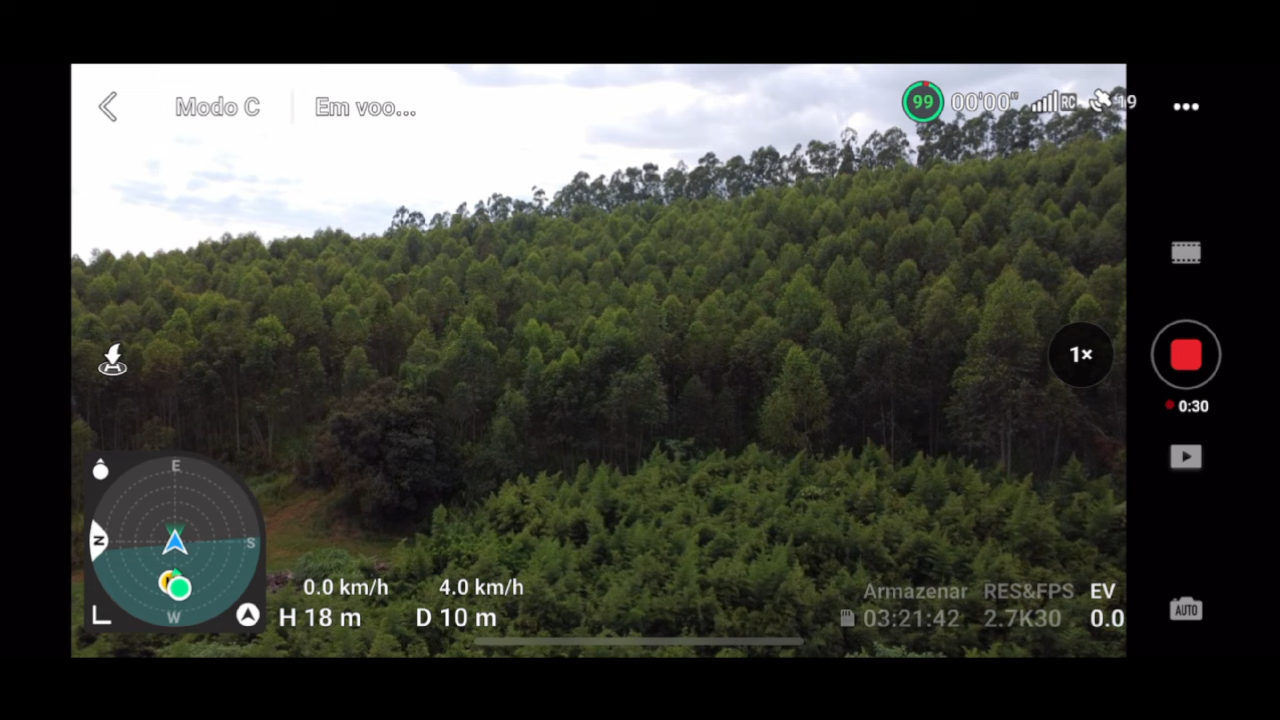 Modo C
Em voo...
99
00'00"
RC
19
1×
0:30
E
N
S
W
0.0 km/h
4.0 km/h
H 18 m
D 10 m
Armazenar
RES&FPS
EV
03:21:42
2.7K30
0.0
AUTO